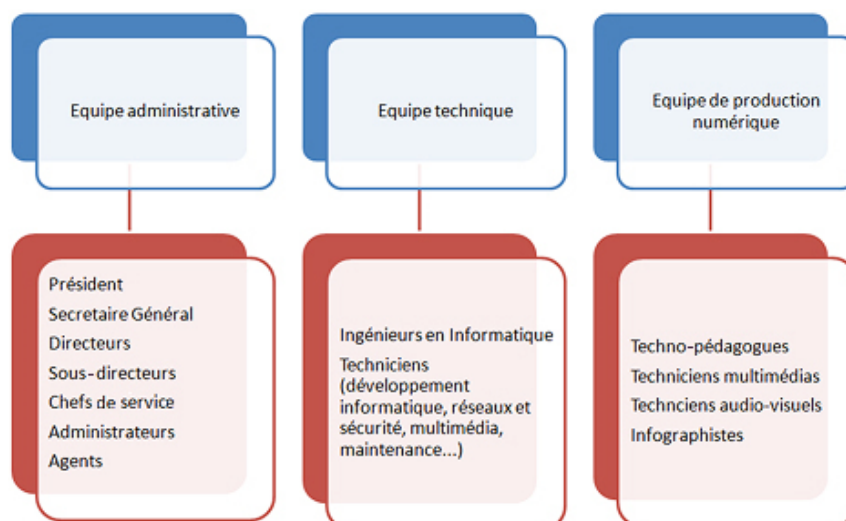 Equipe administrative
Equipe technique
Equipe de production
numérique
Président
Secretaire Général
Directeurs
Sous-directeurs
Chefs de service
Administrateurs
Agents
Ingénieurs en Informatique
Techniciens
(développement
informatique, réseaux et
sécurité, multimédia,
maintenance...)
Techno-pédagogues
Techniciens multimédias
Technciens audio-visuels
Infographistes